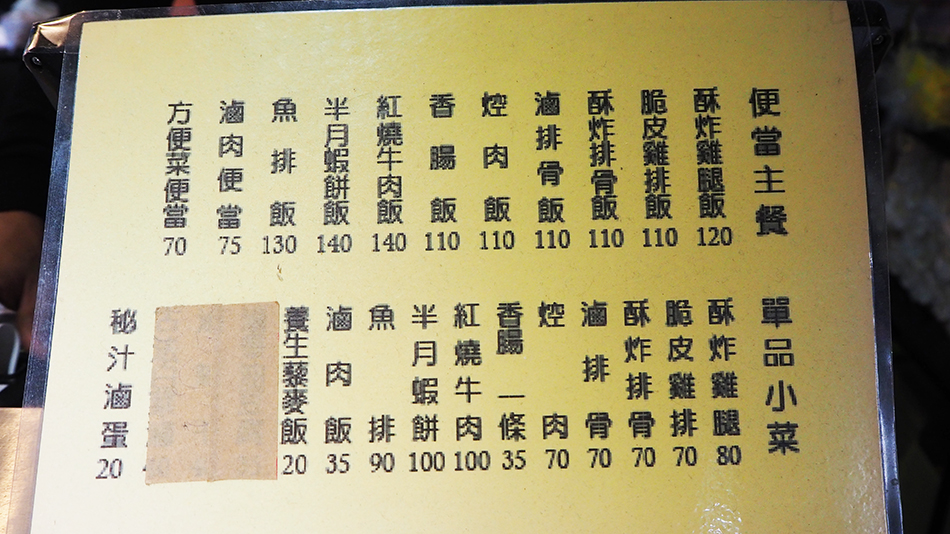 便當主餐
酥炸雞腿飯 120
脆皮雞排飯 110
酥炸排骨飯 110
滷排骨飯 110
焢肉飯 110
香腸飯 110
紅燒牛肉飯 140
半月蝦餅飯 140
魚排飯 130
滷肉便當 75
方便菜便當 70
單品小菜
酥炸雞腿 80
脆皮雞排 70
酥炸排骨 70
滷排骨 70
焢肉 70
香腸一條 35
紅燒牛肉 100
半月蝦餅 100
魚排 90
滷肉飯 35
養生藜麥飯 20
秘汁滷蛋 20